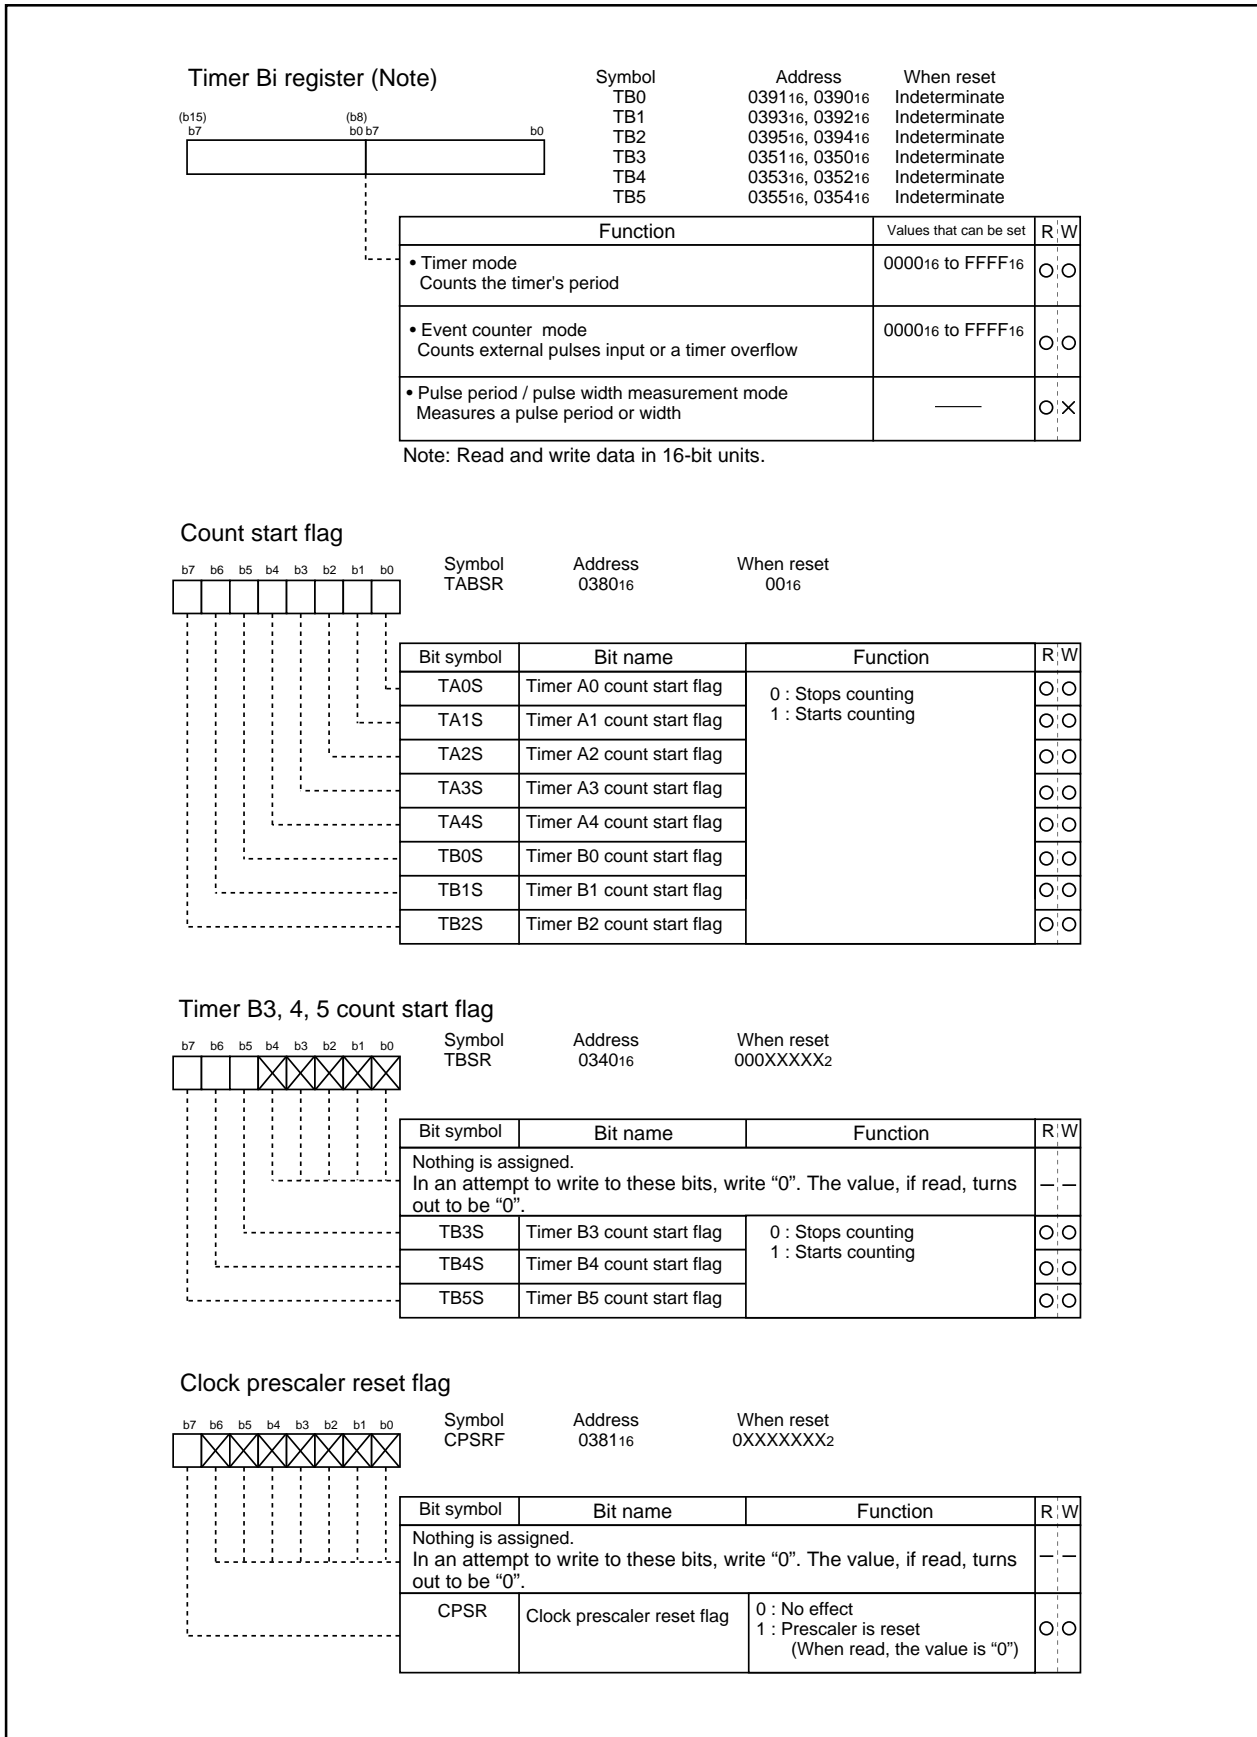 Timer Bi register (Note)
Symbol Address When reset
TB0 039116, 039016 Indeterminate
TB1 039316, 039216 Indeterminate
TB2 039516, 039416 Indeterminate
TB3 035116, 035016 Indeterminate
TB4 035316, 035216 Indeterminate
TB5 035516, 035416 Indeterminate
(b15) (b8)
b7 b0 b7 b0
Function Values that can be set R W
• Timer mode 000016 to FFFF16
Counts the timer's period
• Event counter mode 000016 to FFFF16
Counts external pulses input or a timer overflow
• Pulse period / pulse width measurement mode
Measures a pulse period or width
Note: Read and write data in 16-bit units.
Count start flag
Symbol Address When reset
TABSR 038016 0016
b7 b6 b5 b4 b3 b2 b1 b0
Bit symbol Bit name Function R W
TA0S Timer A0 count start flag 0 : Stops counting
1 : Starts counting
TA1S Timer A1 count start flag
TA2S Timer A2 count start flag
TA3S Timer A3 count start flag
TA4S Timer A4 count start flag
TB0S Timer B0 count start flag
TB1S Timer B1 count start flag
TB2S Timer B2 count start flag
Timer B3, 4, 5 count start flag
Symbol Address When reset
TBSR 034016 000XXXXX2
b7 b6 b5 b4 b3 b2 b1 b0
Bit symbol Bit name Function R W
Nothing is assigned.
In an attempt to write to these bits, write “0”. The value, if read, turns
out to be “0”.
TB3S Timer B3 count start flag 0 : Stops counting
1 : Starts counting
TB4S Timer B4 count start flag
TB5S Timer B5 count start flag
Clock prescaler reset flag
Symbol Address When reset
CPSRF 038116 0XXXXXXX2
b7 b6 b5 b4 b3 b2 b1 b0
Bit symbol Bit name Function R W
Nothing is assigned.
In an attempt to write to these bits, write “0”. The value, if read, turns
out to be “0”.
CPSR Clock prescaler reset flag 0 : No effect
1 : Prescaler is reset
(When read, the value is “0”)